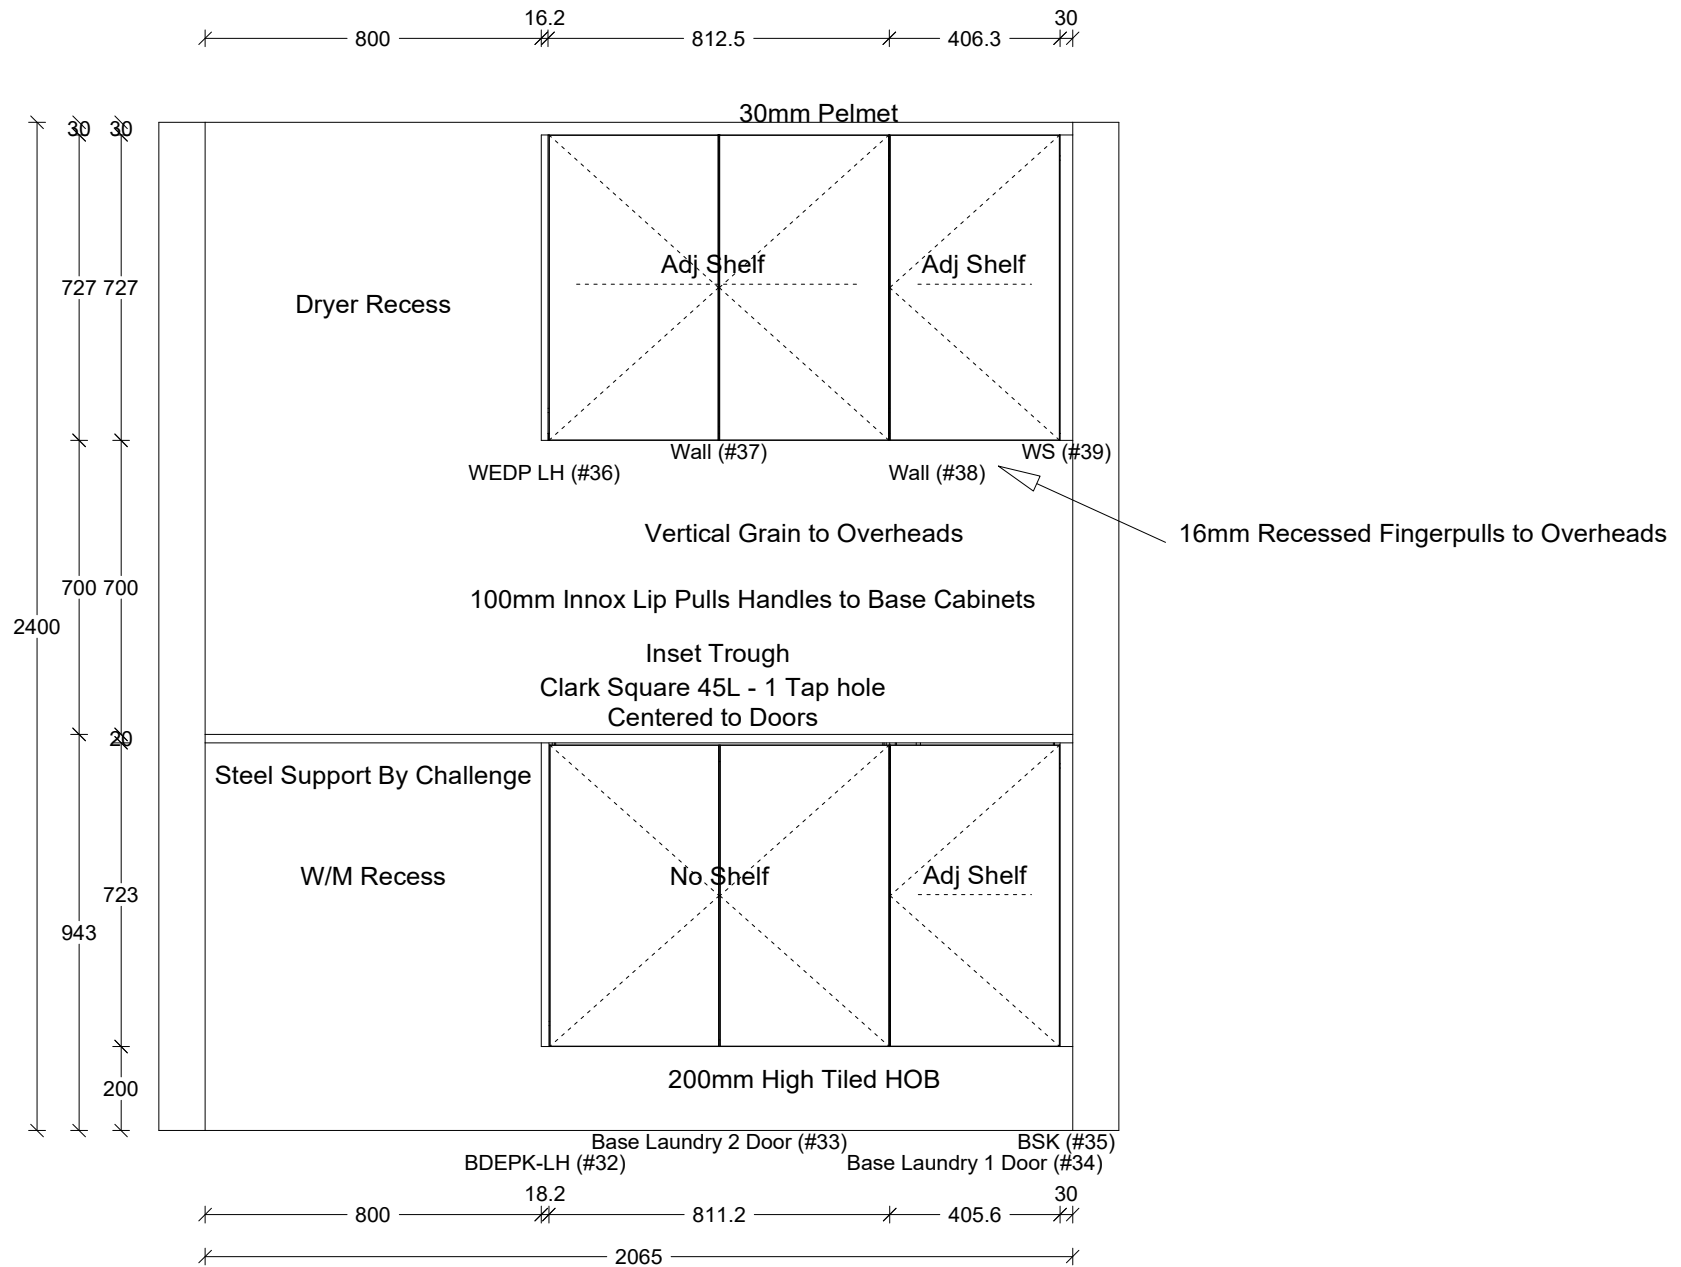 16.2
30
800
812.5
406.3
30mm Pelmet
30
30
Adj Shelf
Adj Shelf
727
727
Dryer Recess
Wall (#37)
WS (#39)
WEDP LH (#36)
Wall (#38)
Vertical Grain to Overheads
16mm Recessed Fingerpulls to Overheads
700
700
100mm Innox Lip Pulls Handles to Base Cabinets
2400
Inset Trough
Clark Square 45L - 1 Tap hole
Centered to Doors
20
Steel Support By Challenge
W/M Recess
No Shelf
Adj Shelf
723
943
200mm High Tiled HOB
200
Base Laundry 2 Door (#33)
BSK (#35)
BDEPK-LH (#32)
Base Laundry 1 Door (#34)
18.2
30
800
811.2
405.6
2065